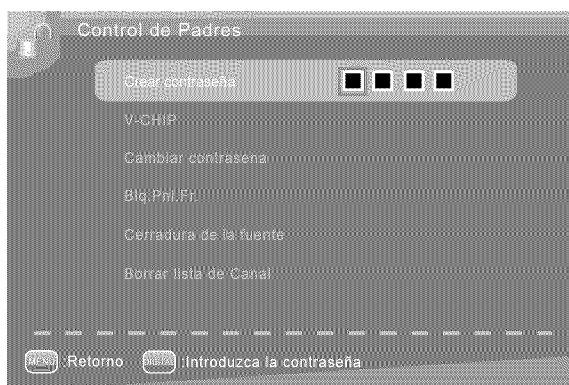 Control de Padres
Crear contraseña
V-CHIP
Cambiar contrasena
Blq.Pnl.Fr.
Cerradura de la fuente
Borrar lista de Canal
MENU :Retorno :Introduzca la contraseña